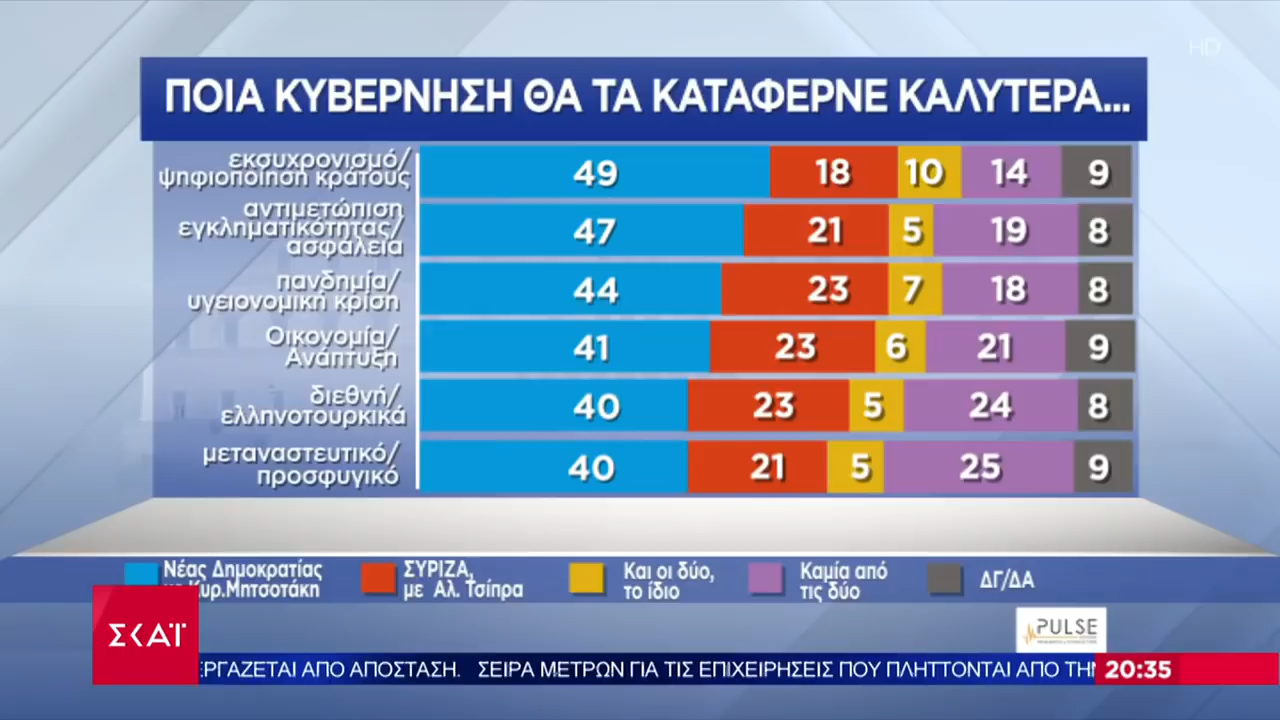 HD
ΠΟΙΑ ΚΥΒΕΡΝΗΣΗ ΘΑ ΤΑ ΚΑΤΑΦΕΡΝΕ ΚΑΛΥΤΕΡΑ...
εκσυχρονισμό/
ψηφιοποίηση κράτους
49 18 10 14 9
αντιμετώπιση
εγκληματικότητας/
ασφάλεια
47 21 5 19 8
πανδημία/
υγειονομική κρίση
44 23 7 18 8
Οικονομία/
Ανάπτυξη
41 23 6 21 9
διεθνή/
ελληνοτουρκικά
40 23 5 24 8
μεταναστευτικό/
προσφυγικό
40 21 5 25 9
Νέας Δημοκρατίας
Κυρ.Μητσοτάκη
ΣΥΡΙΖΑ,
με Αλ. Τσίπρα
Και οι δύο,
το ίδιο
Καμία από
τις δύο
ΔΓ/ΔΑ
ΣΚΑΪ
PULSE
ΕΡΓΑΖΕΤΑΙ ΑΠΟ ΑΠΟΣΤΑΣΗ. ΣΕΙΡΑ ΜΕΤΡΩΝ ΓΙΑ ΤΙΣ ΕΠΙΧΕΙΡΗΣΕΙΣ ΠΟΥ ΠΛΗΤΤΟΝΤΑΙ ΑΠΟ ΤΗΝ
20:35